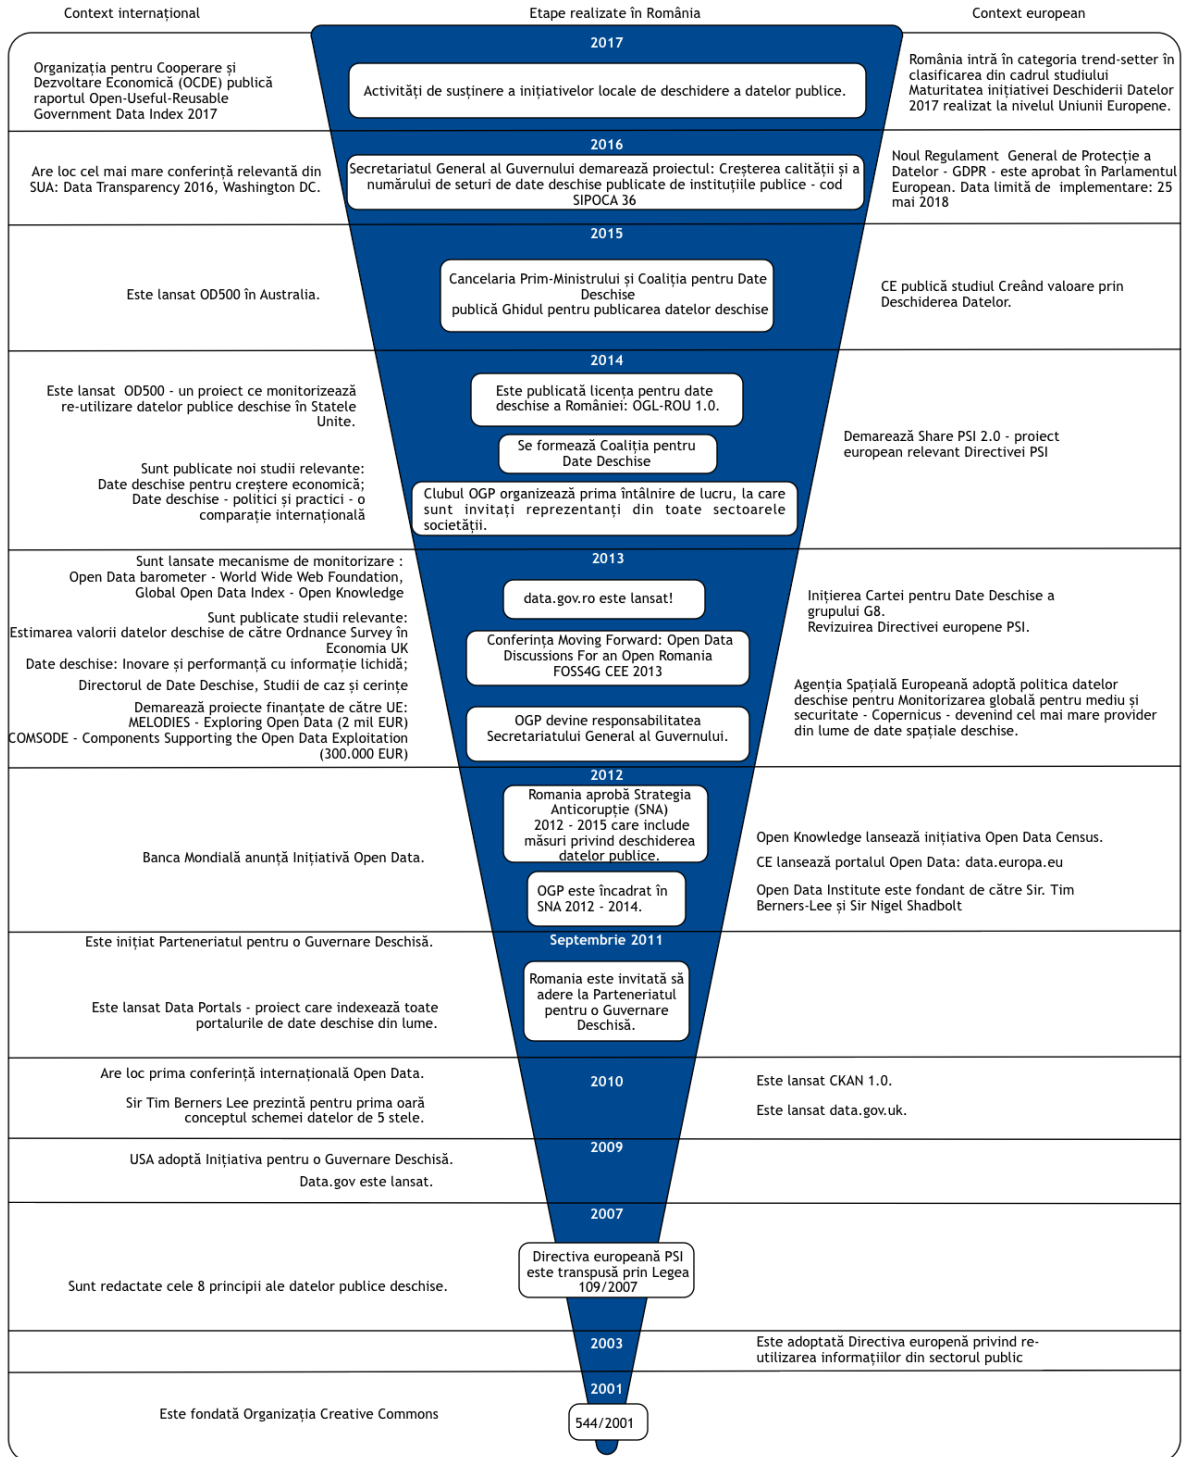 Context internațional
Etape realizate în România
Context european
2017
Organizația pentru Cooperare și
Dezvoltare Economică (OCDE) publică
raportul Open-Useful-Reusable
Government Data Index 2017
Activități de susținere a inițiativelor locale de deschidere a datelor publice.
România intră în categoria trend-setter în
clasificarea din cadrul studiului
Maturitatea inițiativei Deschiderii Datelor
2017 realizat la nivelul Uniunii Europene.
2016
Are loc cel mai mare conferință relevantă din
SUA: Data Transparency 2016, Washington DC.
Secretariatul General al Guvernului demarează proiectul: Creșterea calității și a
numărului de seturi de date deschise publicate de instituțiile publice - cod
SIPOCA 36
Noul Regulament General de Protecție a
Datelor - GDPR - este aprobat în Parlamentul
European. Data limită de implementare: 25
mai 2018
2015
Este lansat OD500 în Australia.
Cancelaria Prim-Ministrului și Coaliția pentru Date
Deschise
publică Ghidul pentru publicarea datelor deschise
CE publică studiul Creând valoare prin
Deschiderea Datelor.
2014
Este lansat OD500 - un proiect ce monitorizează
re-utilizare datelor publice deschise în Statele
Unite.
Sunt publicate noi studii relevante:
Date deschise pentru creștere economică;
Date deschise - politici și practici - o
comparație internațională
Este publicată licența pentru date
deschise a României: OGL-ROU 1.0.
Se formează Coaliția pentru
Date Deschise
Clubul OGP organizează prima întâlnire de lucru, la care
sunt invitați reprezentanți din toate sectoarele
societății.
Demarează Share PSI 2.0 - proiect
european relevant Directivei PSI
2013
Sunt lansate mecanisme de monitorizare :
Open Data barometer - World Wide Web Foundation,
Global Open Data Index - Open Knowledge
Sunt publicate studii relevante:
Estimarea valorii datelor deschise de către Ordnance Survey în
Economia UK
Date deschise: Inovare și performanță cu informație lichidă;
Directorul de Date Deschise, Studii de caz și cerințe
Demarează proiecte finanțate de către UE:
MELODIES - Exploring Open Data (2 mil EUR)
COMSODE - Components Supporting the Open Data Exploitation
(300.000 EUR)
data.gov.ro este lansat!
Conferința Moving Forward: Open Data
Discussions For an Open Romania
FOSS4G CEE 2013
OGP devine responsabilitatea
Secretariatului General al Guvernului.
Inițierea Cartei pentru Date Deschise a
grupului G8.
Revizuirea Directivei europene PSI.
Agenția Spațială Europeană adoptă politica datelor
deschise pentru Monitorizarea globală pentru mediu și
securitate - Copernicus - devenind cel mai mare provider
din lume de date spațiale deschise.
2012
Banca Mondială anunță Inițiativă Open Data.
Romania aprobă Strategia
Anticorupție (SNA)
2012 - 2015 care include
măsuri privind deschiderea
datelor publice.
OGP este încadrat în
SNA 2012 - 2014.
Open Knowledge lansează inițiativa Open Data Census.
CE lansează portalul Open Data: data.europa.eu
Open Data Institute este fondant de către Sir. Tim
Berners-Lee și Sir Nigel Shadbolt
Septembrie 2011
Este inițiat Parteneriatul pentru o Guvernare Deschisă.
Este lansat Data Portals - proiect care indexează toate
portalurile de date deschise din lume.
Romania este invitată să
adere la Parteneriatul
pentru o Guvernare
Deschisă.
2010
Are loc prima conferință internațională Open Data.
Sir Tim Berners Lee prezintă pentru prima oară
conceptul schemei datelor de 5 stele.
Este lansat CKAN 1.0.
Este lansat data.gov.uk.
2009
USA adoptă Inițiativa pentru o Guvernare Deschisă.
Data.gov este lansat.
2007
Sunt redactate cele 8 principii ale datelor publice deschise.
Directiva europeană PSI
este transpusă prin Legea
109/2007
2003
Este adoptată Directiva europenă privind re-
utilizarea informațiilor din sectorul public
2001
Este fondată Organizația Creative Commons
544/2001